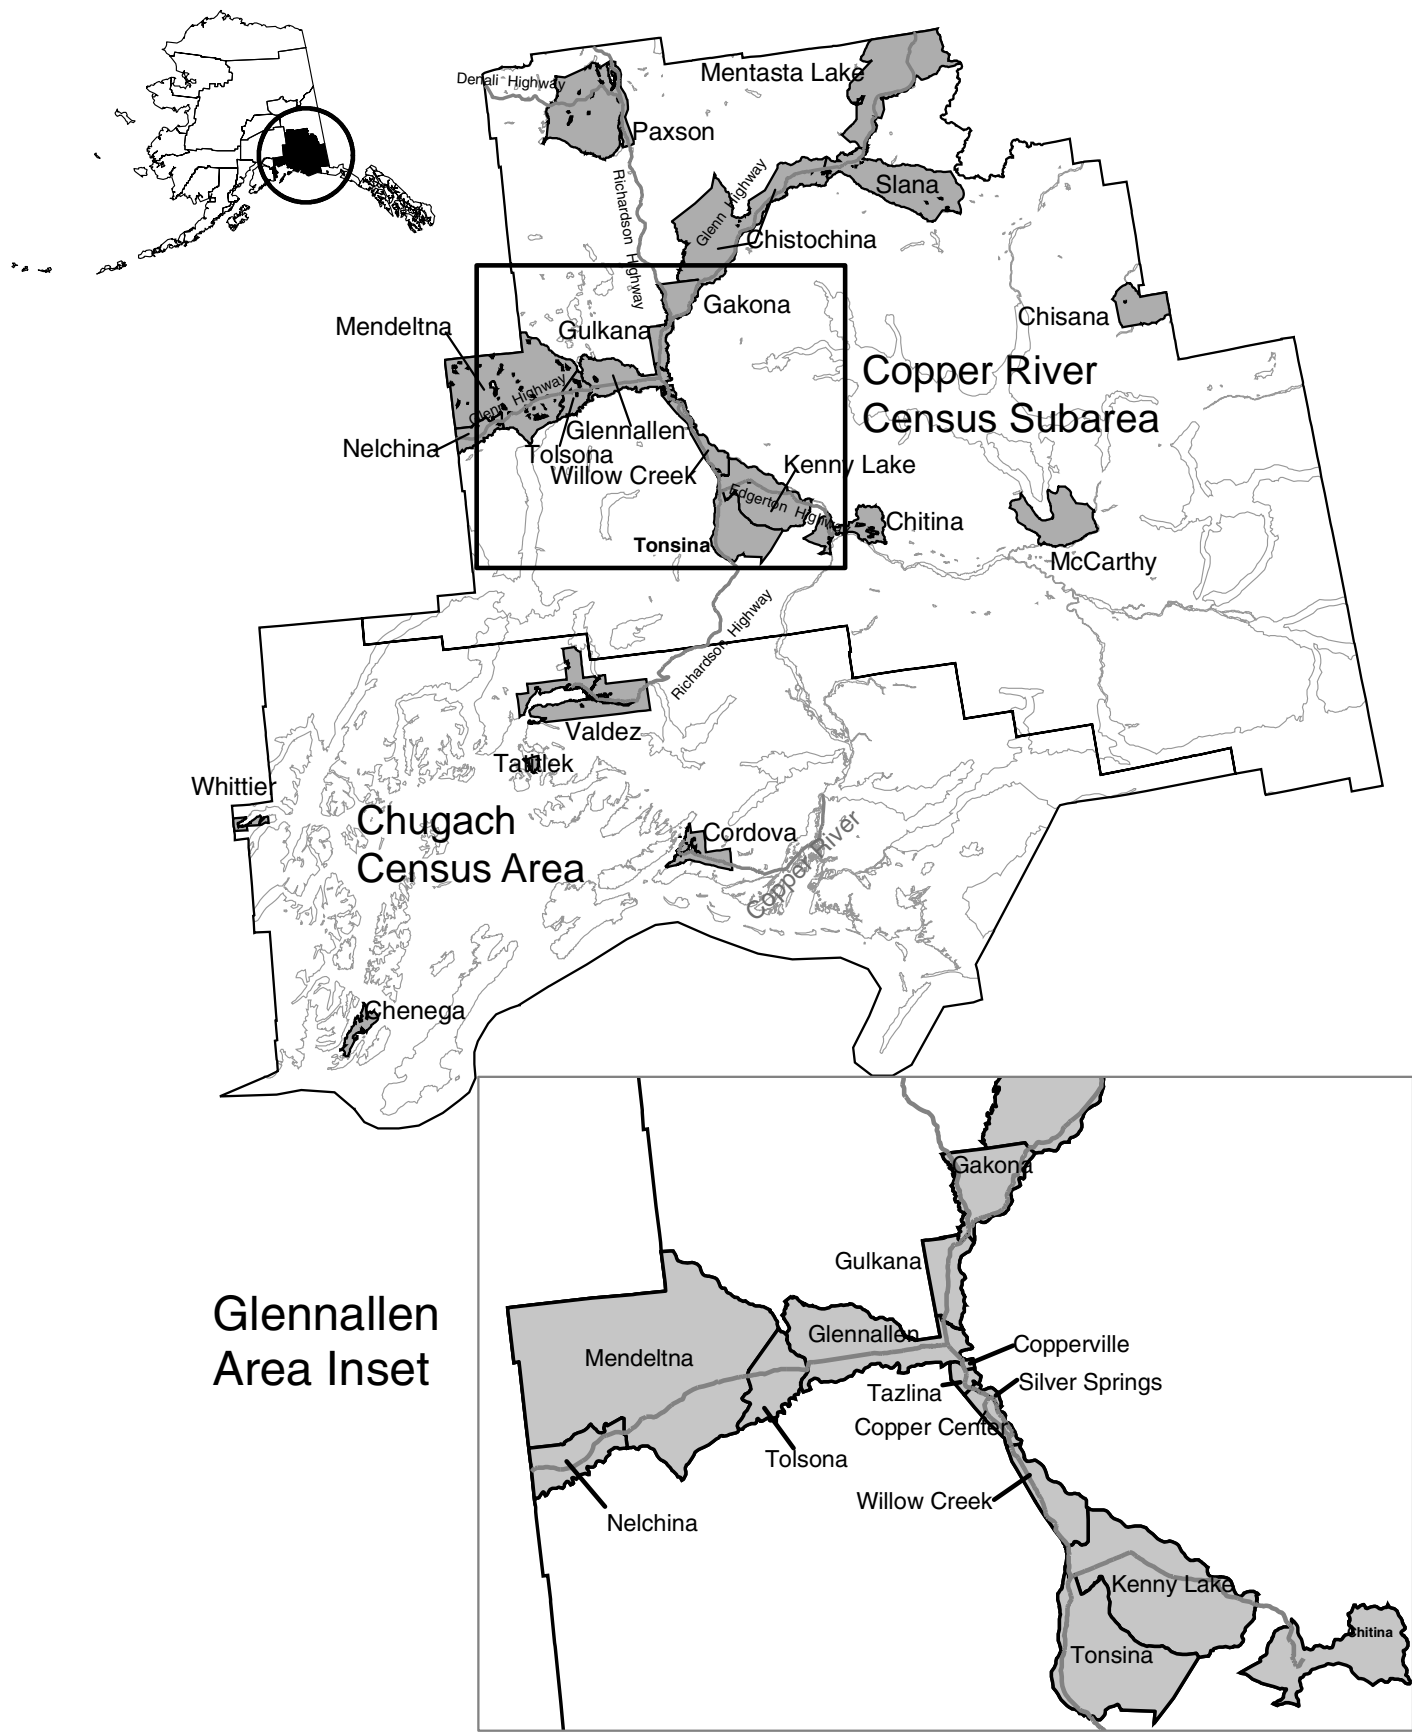 Denali Highway
Mentasta Lake
Paxson
Richardson Highway
Glenn Highway
Slana
Chistochina
Gakona
Chisana
Mendeltna
Gulkana
Copper River
Census Subarea
Glenn Highway
Nelchina
Glennallen
Tolsona
Willow Creek
Kenny Lake
Edgerton Highway
Chitina
Tonsina
McCarthy
Richardson Highway
Valdez
Tatitlek
Whittier
Chugach
Census Area
Cordova
Copper River
Chenega
Glennallen
Area Inset
Gakona
Gulkana
Glennallen
Mendeltna
Copperville
Tazlina
Silver Springs
Copper Center
Tolsona
Willow Creek
Nelchina
Kenny Lake
Chitina
Tonsina